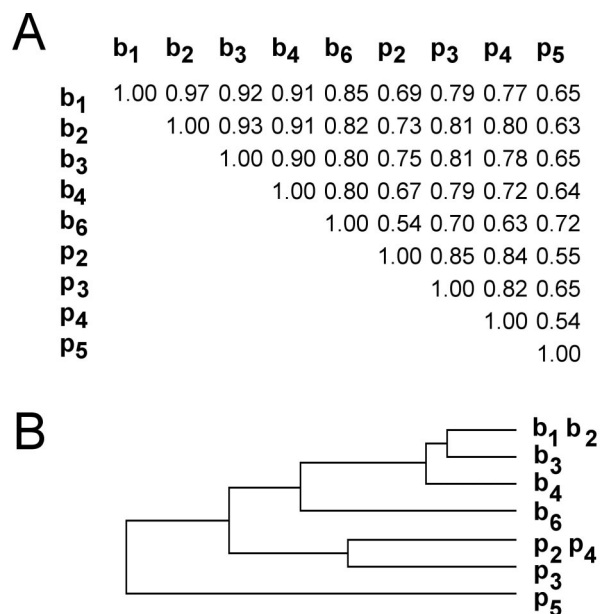 A
b1 b2 b3 b4 b6 p2 p3 p4 p5
b1 1.00 0.97 0.92 0.91 0.85 0.69 0.79 0.77 0.65
b2 1.00 0.93 0.91 0.82 0.73 0.81 0.80 0.63
b3 1.00 0.90 0.80 0.75 0.81 0.78 0.65
b4 1.00 0.80 0.67 0.79 0.72 0.64
b6 1.00 0.54 0.70 0.63 0.72
p2 1.00 0.85 0.84 0.55
p3 1.00 0.82 0.65
p4 1.00 0.54
p5 1.00
B
b1 b2
b3
b4
b6
p2 p4
p3
p5